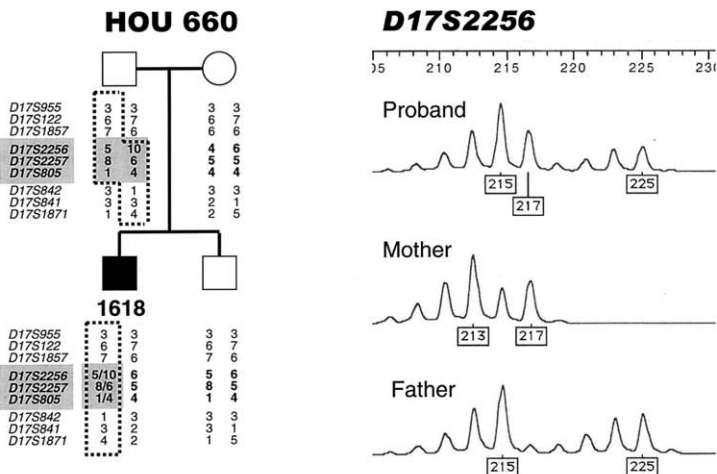 HOU 660
D17S955 3 3 3 3
D17S122 6 7 6 7
D17S1857 7 6 6 6
D17S2256 5 10 4 6
D17S2257 8 6 5 5
D17S805 1 4 4 4
D17S842 3 1 3 3
D17S841 3 3 2 1
D17S1871 1 4 2 5
1618
D17S955 3 3 3 3
D17S122 6 7 6 7
D17S1857 7 6 7 6
D17S2256 5/10 6 5 6
D17S2257 8/6 5 8 5
D17S805 1/4 4 1 4
D17S842 1 3 3 3
D17S841 3 2 3 1
D17S1871 4 2 1 5
D17S2256
05 210 215 220 225 230
Proband
215 225
217
Mother
213 217
Father
215 225